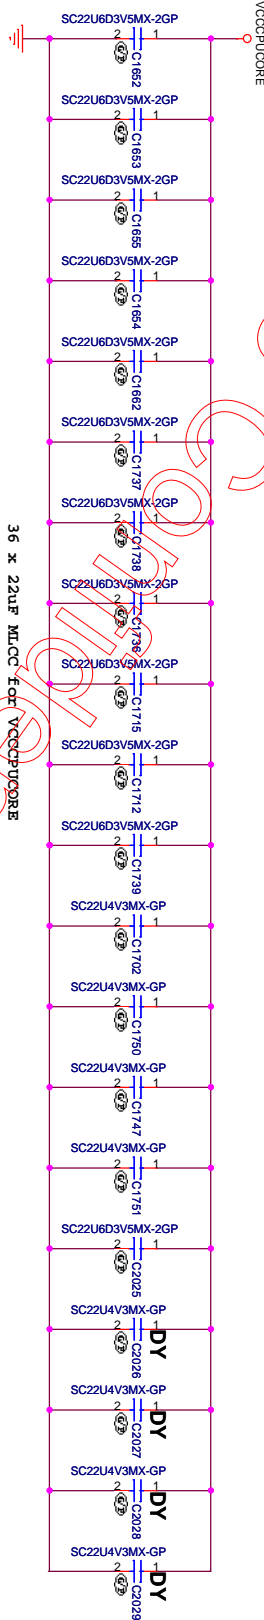 VCCCPUCORE
SC22U6D3V5MX-2GP
2 1
C1652
G/P
SC22U6D3V5MX-2GP
2 1
C1653
G/P
SC22U6D3V5MX-2GP
2 1
C1655
G/P
SC22U6D3V5MX-2GP
2 1
C1654
G/P
SC22U6D3V5MX-2GP
2 1
C1662
G/P
SC22U6D3V5MX-2GP
2 1
C1737
G/P
SC22U6D3V5MX-2GP
2 1
C1738
G/P
SC22U6D3V5MX-2GP
2 1
C1736
G/P
SC22U6D3V5MX-2GP
2 1
C1715
G/P
SC22U6D3V5MX-2GP
2 1
C1712
G/P
SC22U6D3V5MX-2GP
2 1
C1739
G/P
SC22U4V3MX-GP
2 1
C1702
G/P
SC22U4V3MX-GP
2 1
C1750
G/P
SC22U4V3MX-GP
2 1
C1747
G/P
SC22U4V3MX-GP
2 1
C1751
G/P
SC22U6D3V5MX-2GP
2 1
C2025
G/P
SC22U4V3MX-GP
2 1
C2026
G/P
DY
SC22U4V3MX-GP
2 1
C2027
G/P
DY
SC22U4V3MX-GP
2 1
C2028
G/P
DY
SC22U4V3MX-GP
2 1
C2029
G/P
DY
36 x 22uF MLCC for VCCCPUCORE
Confide